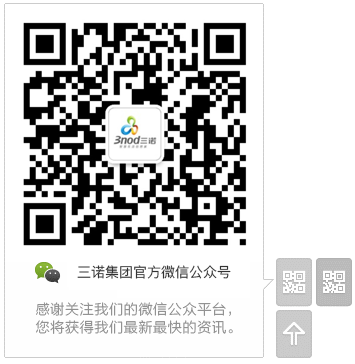 3nod三诺
三诺集团官方微信公众号
感谢关注我们的微信公众平台，
您将获得我们最新最快的资讯。